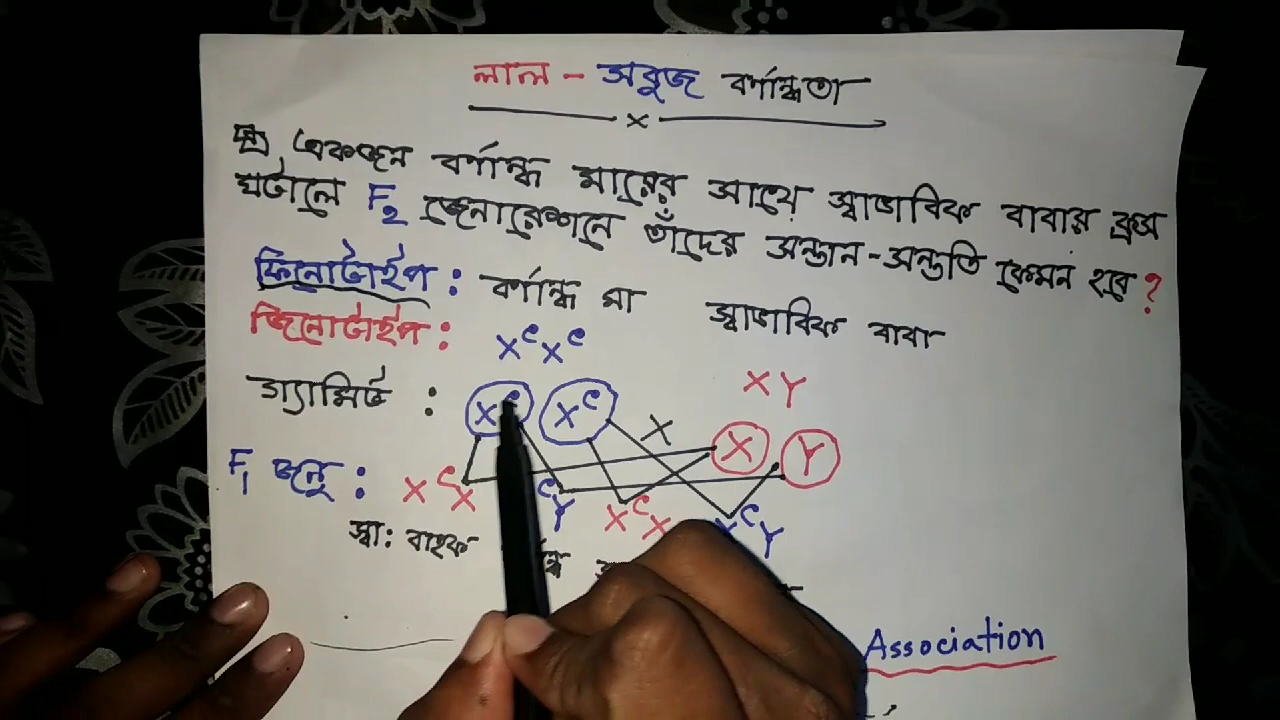 লাল - সবুজ বর্ণান্ধতা
x
একজন বর্ণান্ধ মায়ের সাথে স্বাভাবিক বাবার ক্রস
ঘটালে F₂ জেনারেশনে তাঁদের সন্তান-সন্ততি কেমন হবে?
ফিনোটাইপ: বর্ণান্ধ মা স্বাভাবিক বাবা
জিনোটাইপ: XᶜXᶜ XY
গ্যামিট : Xᶜ Xᶜ X X Y
F₁ জনু: XᶜX Y XᶜX XᶜY
স্বা: বাহক
Association